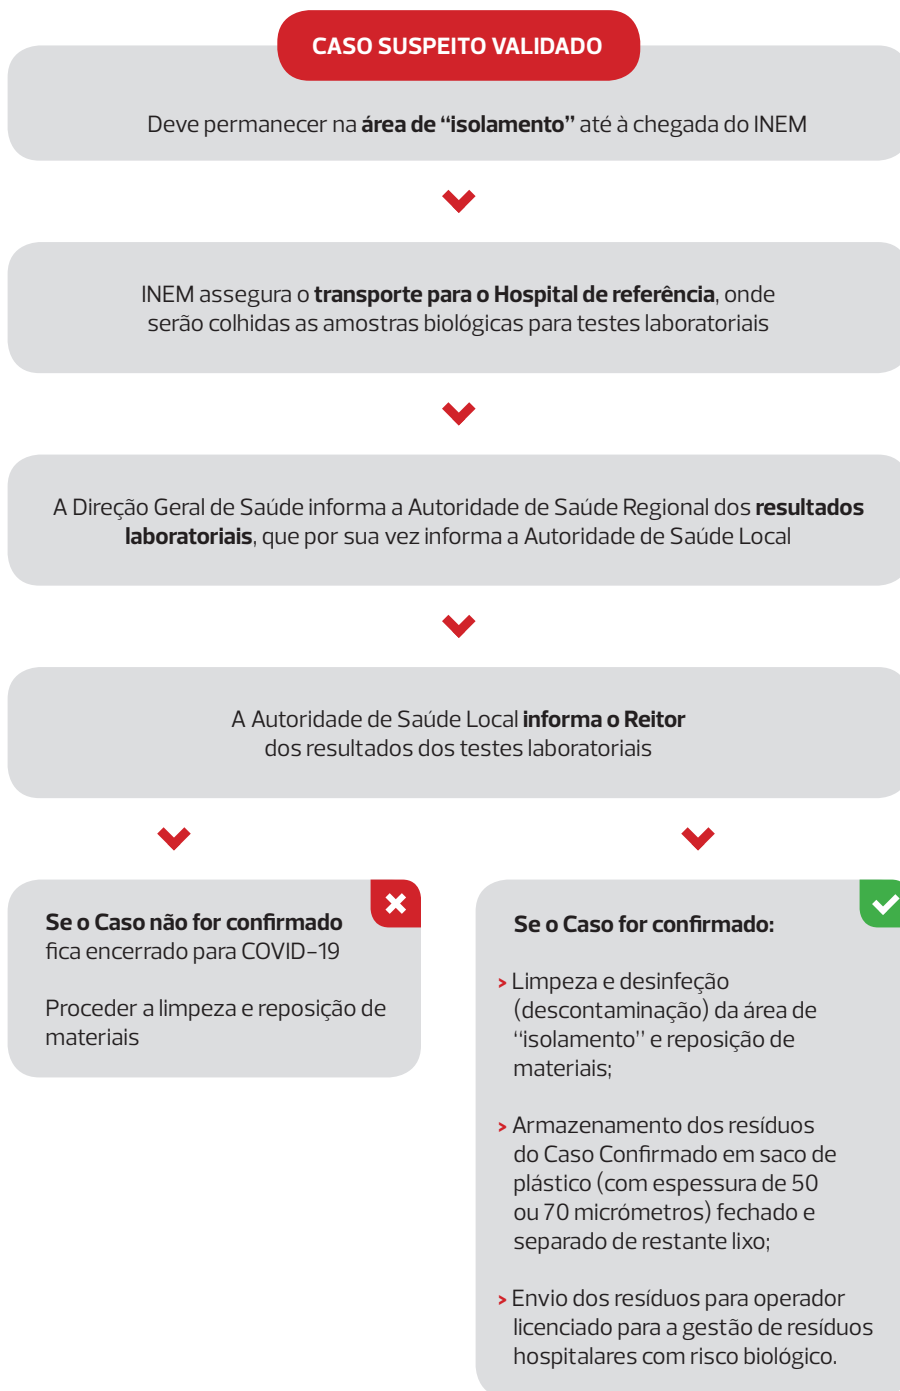 CASO SUSPEITO VALIDADO
Deve permanecer na área de “isolamento” até à chegada do INEM
INEM assegura o transporte para o Hospital de referência, onde
serão colhidas as amostras biológicas para testes laboratoriais
A Direção Geral de Saúde informa a Autoridade de Saúde Regional dos resultados
laboratoriais, que por sua vez informa a Autoridade de Saúde Local
A Autoridade de Saúde Local informa o Reitor
dos resultados dos testes laboratoriais
Se o Caso não for confirmado
fica encerrado para COVID-19
Proceder a limpeza e reposição de
materiais
Se o Caso for confirmado:
> Limpeza e desinfeção
(descontaminação) da área de
“isolamento” e reposição de
materiais;
> Armazenamento dos resíduos
do Caso Confirmado em saco de
plástico (com espessura de 50
ou 70 micrómetros) fechado e
separado de restante lixo;
> Envio dos resíduos para operador
licenciado para a gestão de resíduos
hospitalares com risco biológico.